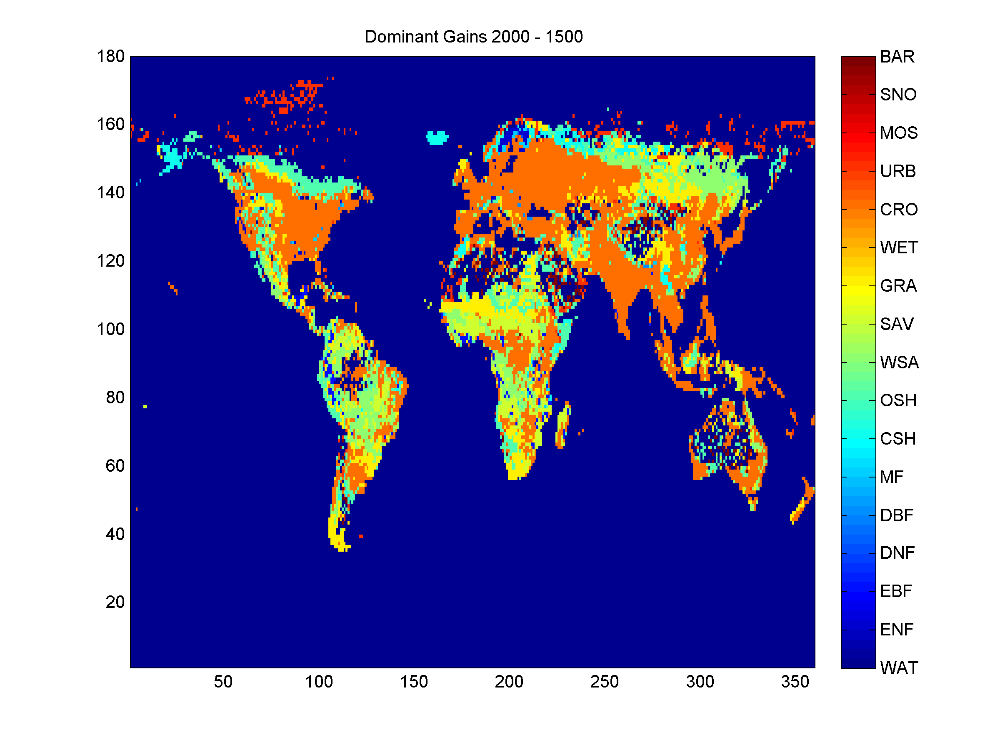 Dominant Gains 2000 - 1500
180
160
140
120
100
80
60
40
20
50 100 150 200 250 300 350
BAR
SNO
MOS
URB
CRO
WET
GRA
SAV
WSA
OSH
CSH
MF
DBF
DNF
EBF
ENF
WAT